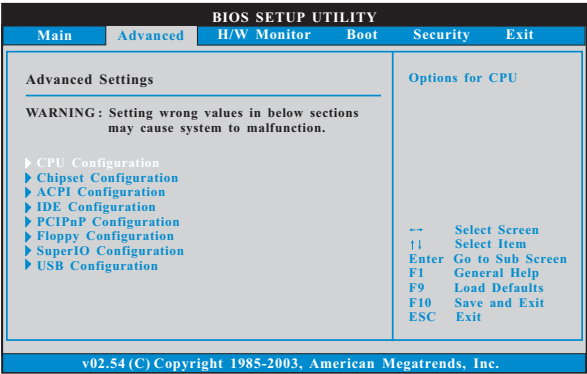 BIOS SETUP UTILITY
Main Advanced H/W Monitor Boot Security Exit
Advanced Settings
WARNING : Setting wrong values in below sections
may cause system to malfunction.
CPU Configuration
Chipset Configuration
ACPI Configuration
IDE Configuration
PCIPnP Configuration
Floppy Configuration
SuperIO Configuration
USB Configuration
Options for CPU
←→ Select Screen
↑↓ Select Item
Enter Go to Sub Screen
F1 General Help
F9 Load Defaults
F10 Save and Exit
ESC Exit
v02.54 (C) Copyright 1985-2003, American Megatrends, Inc.